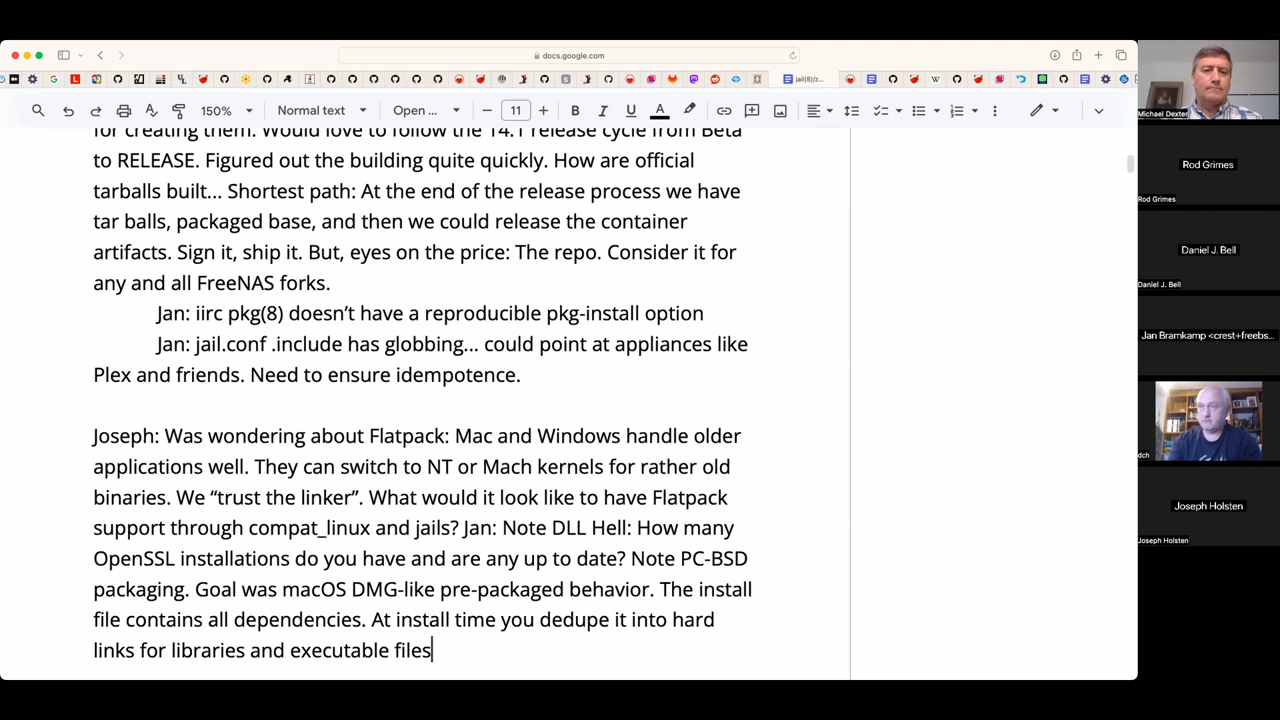 docs.google.com
jail(8)/z...
150%
Normal text
Open ...
11
for creating them. Would love to follow the 14.1 release cycle from Beta
to RELEASE. Figured out the building quite quickly. How are official
tarballs built... Shortest path: At the end of the release process we have
tar balls, packaged base, and then we could release the container
artifacts. Sign it, ship it. But, eyes on the price: The repo. Consider it for
any and all FreeNAS forks.
Jan: iirc pkg(8) doesn’t have a reproducible pkg-install option
Jan: jail.conf .include has globbing... could point at appliances like
Plex and friends. Need to ensure idempotence.
Joseph: Was wondering about Flatpack: Mac and Windows handle older
applications well. They can switch to NT or Mach kernels for rather old
binaries. We “trust the linker”. What would it look like to have Flatpack
support through compat_linux and jails? Jan: Note DLL Hell: How many
OpenSSL installations do you have and are any up to date? Note PC-BSD
packaging. Goal was macOS DMG-like pre-packaged behavior. The install
file contains all dependencies. At install time you dedupe it into hard
links for libraries and executable files
Michael Dexter
Rod Grimes
Rod Grimes
Daniel J. Bell
Daniel J. Bell
Jan Bramkamp <crest+freebs...
dch
Joseph Holsten
Joseph Holsten